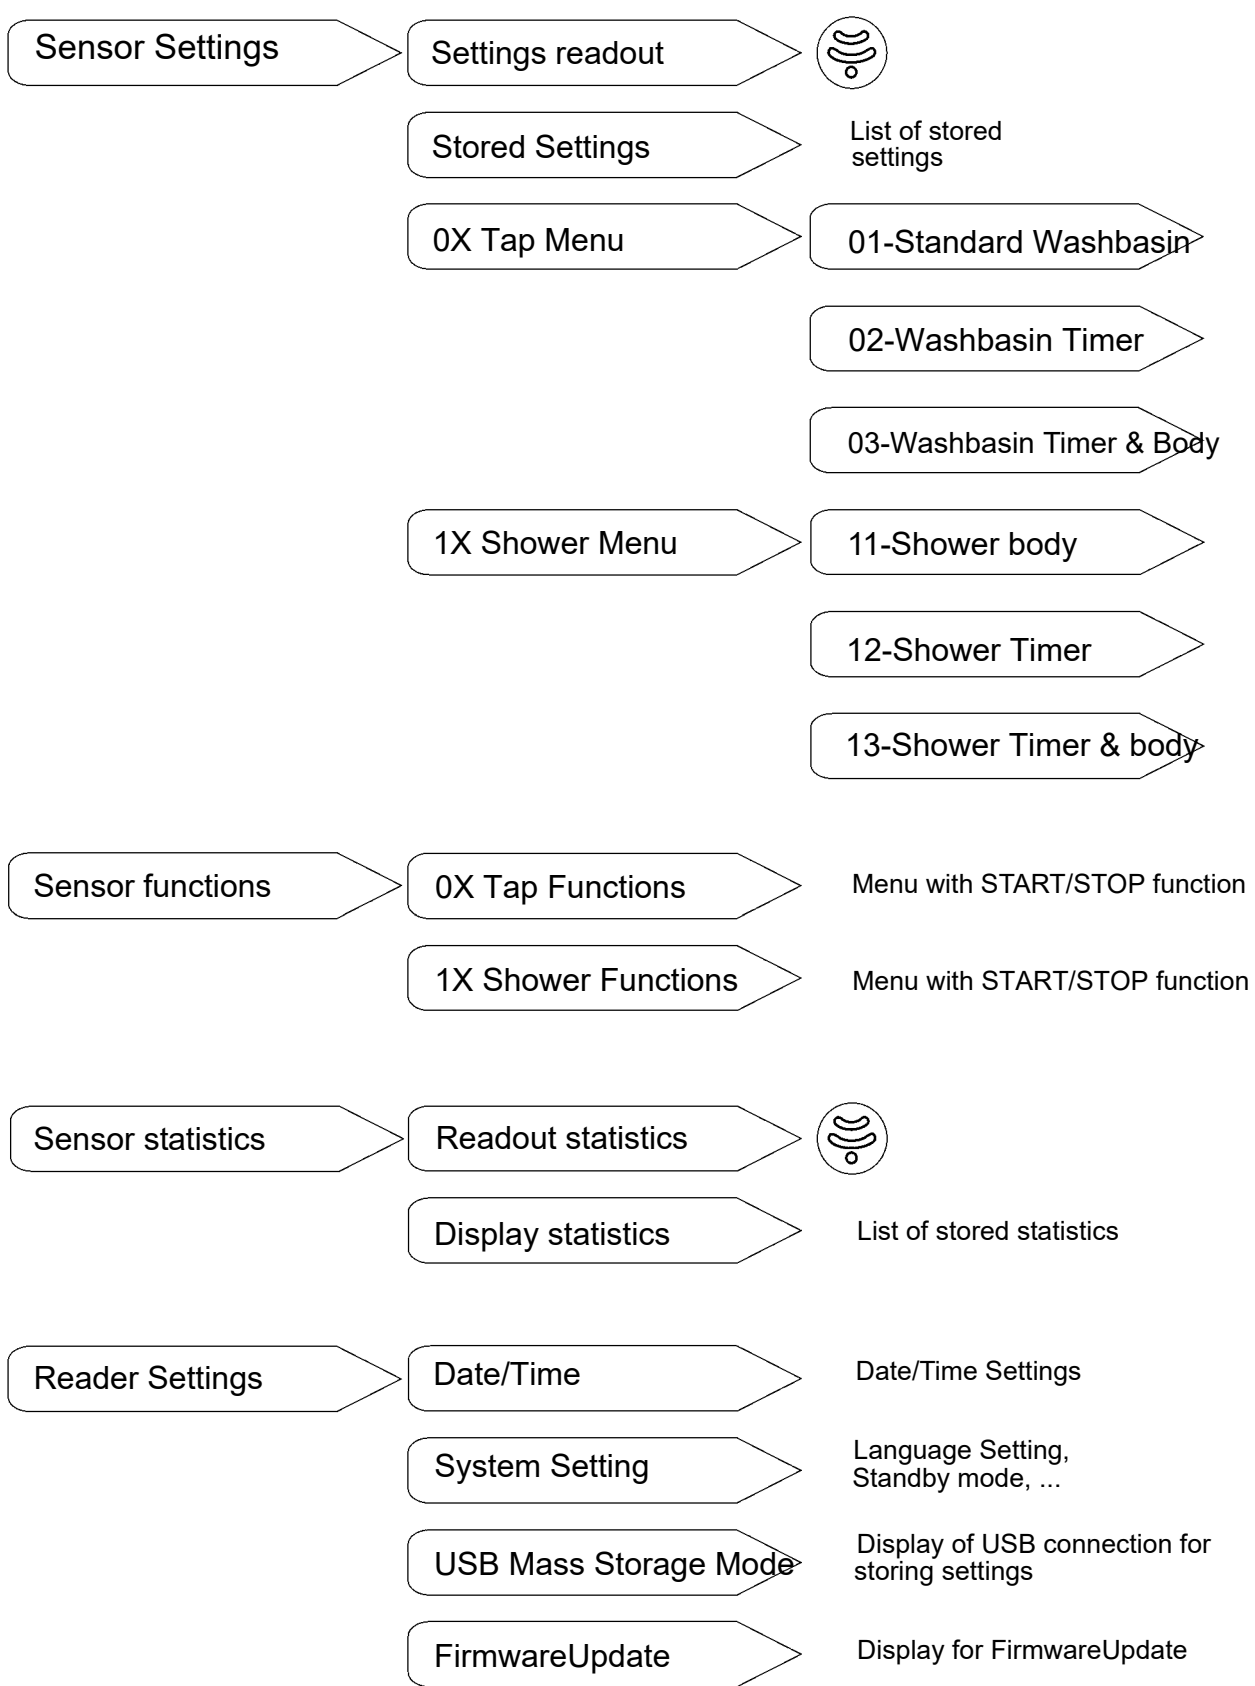 Sensor Settings
Settings readout
Stored Settings
List of stored
settings
0X Tap Menu
01-Standard Washbasin
02-Washbasin Timer
03-Washbasin Timer & Body
1X Shower Menu
11-Shower body
12-Shower Timer
13-Shower Timer & body
Sensor functions
0X Tap Functions
Menu with START/STOP function
1X Shower Functions
Menu with START/STOP function
Sensor statistics
Readout statistics
Display statistics
List of stored statistics
Reader Settings
Date/Time
Date/Time Settings
System Setting
Language Setting,
Standby mode, ...
USB Mass Storage Mode
Display of USB connection for
storing settings
FirmwareUpdate
Display for FirmwareUpdate